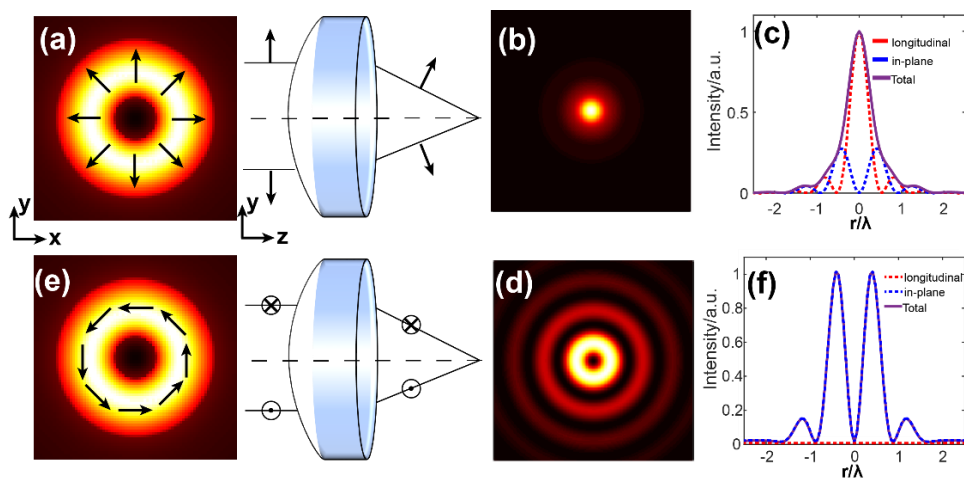 (a)
y
x
y
z
(b)
(c)
Intensity/a.u.
1
0.5
0
-2 -1 0 1 2
r/λ
longitudinal
in-plane
Total
(e)
(d)
(f)
Intensity/a.u.
1
0.8
0.6
0.4
0.2
0
-2 -1 0 1 2
r/λ
longitudinal
in-plane
Total